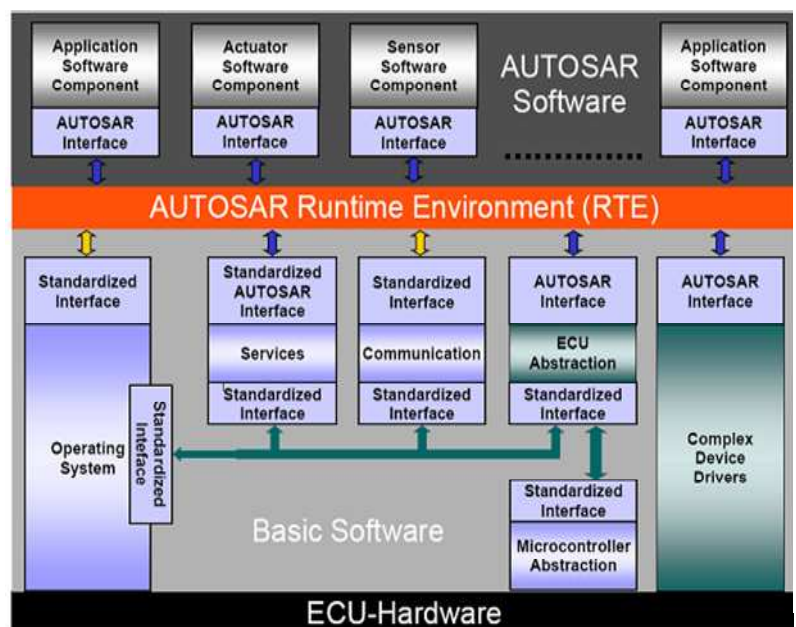 Application
Software
Component
AUTOSAR
Interface
Actuator
Software
Component
AUTOSAR
Interface
Sensor
Software
Component
AUTOSAR
Interface
AUTOSAR
Software
Application
Software
Component
AUTOSAR
Interface
AUTOSAR Runtime Environment (RTE)
Standardized
Interface
Operating
System
Standardized
Inteface
Standardized
AUTOSAR
Interface
Services
Standardized
Interface
Standardized
Interface
Communication
Standardized
Interface
AUTOSAR
Interface
ECU
Abstraction
Standardized
Interface
Standardized
Interface
Microcontroller
Abstraction
AUTOSAR
Interface
Complex
Device
Drivers
Basic Software
ECU-Hardware